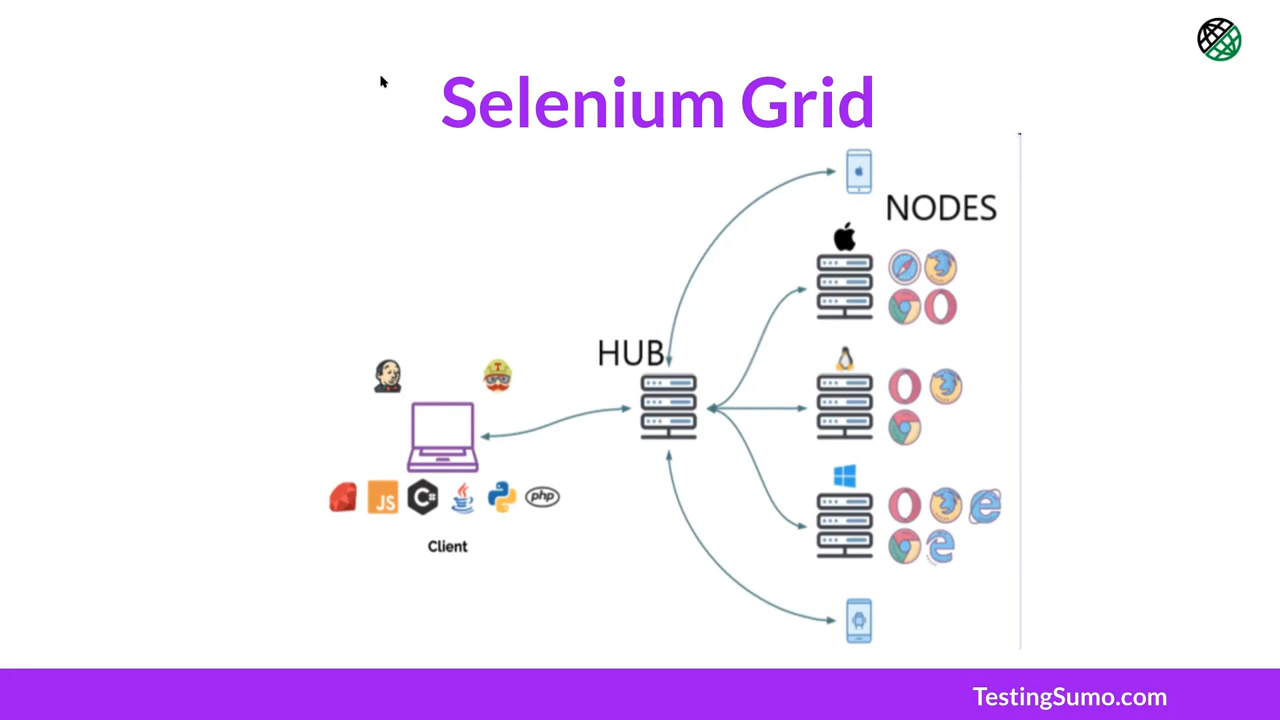 Selenium Grid
NODES
HUB
JS
C#
php
Client
TestingSumo.com